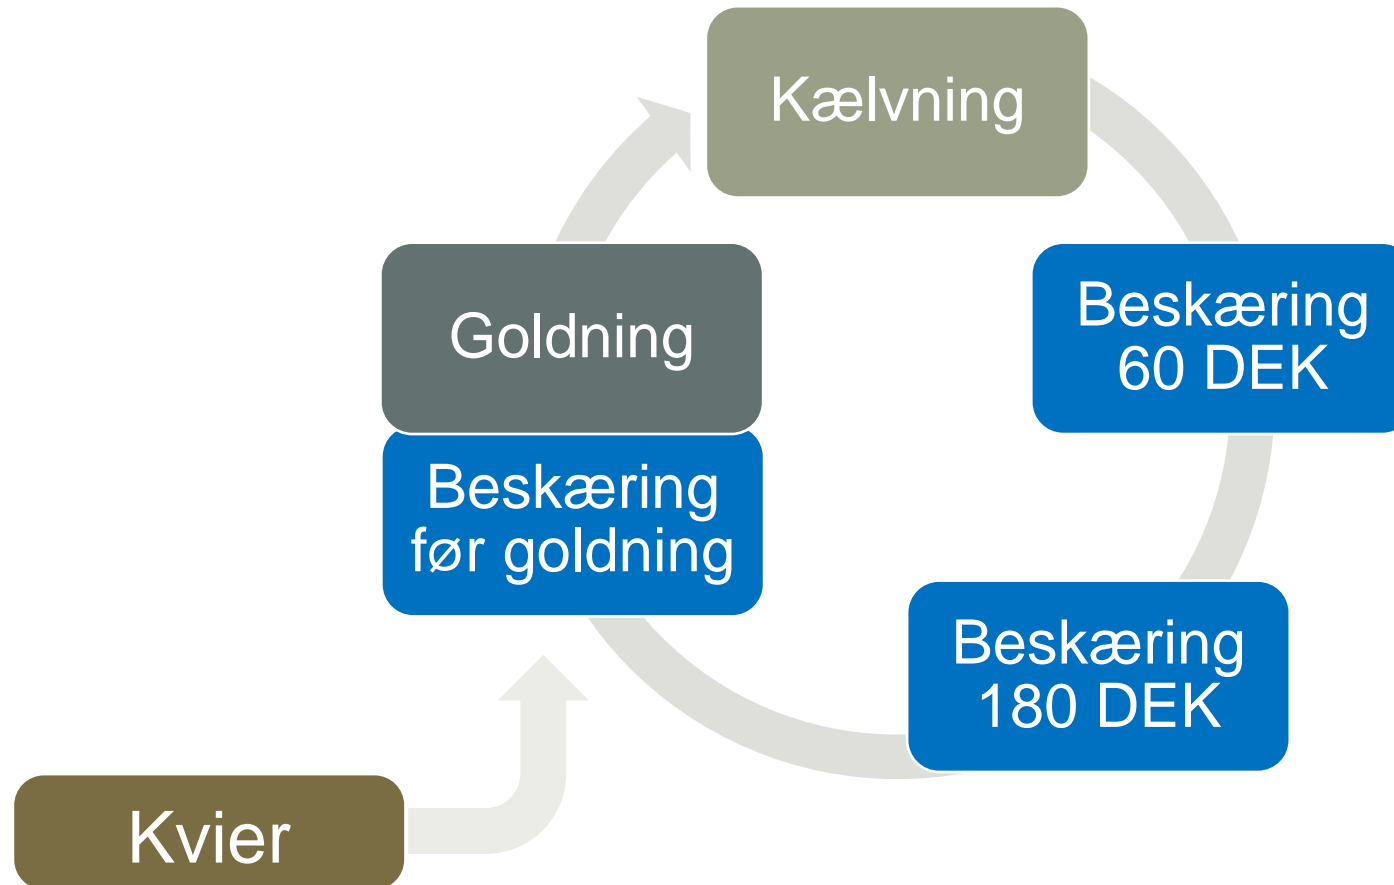 Kælvning
Beskæring
60 DEK
Beskæring
180 DEK
Goldning
Beskæring
før goldning
Kvier